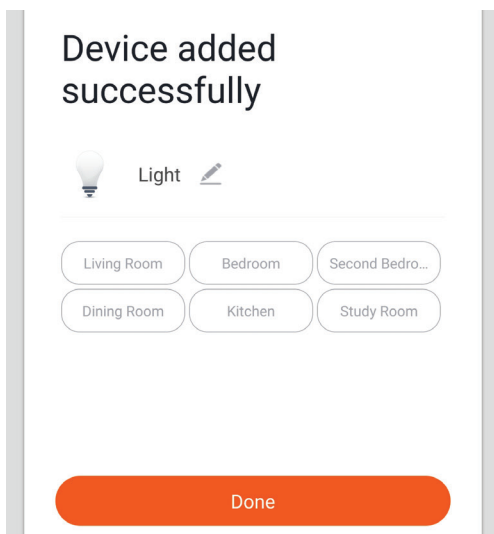 Device added
successfully
Light
Living Room
Bedroom
Second Bedro...
Dining Room
Kitchen
Study Room
Done